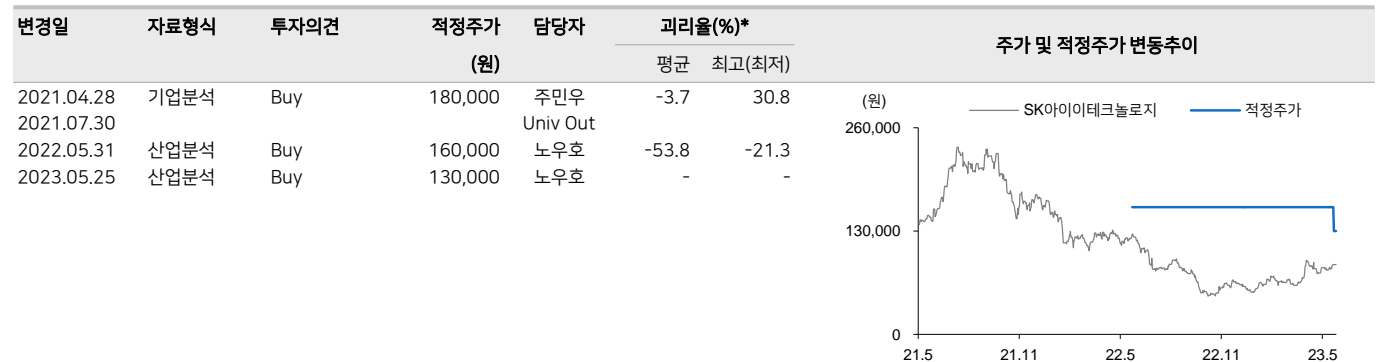 변경일 자료형식 투자의견 적정주가 담당자 괴리율(%)* 주가 및 적정주가 변동추이
(원) 평균 최고(최저)
2021.04.28 기업분석 Buy 180,000 주민우 -3.7 30.8
2021.07.30 Univ Out
2022.05.31 산업분석 Buy 160,000 노우호 -53.8 -21.3
2023.05.25 산업분석 Buy 130,000 노우호 - -
(원) SK아이이테크놀로지 적정주가
260,000
130,000
0
21.5 21.11 22.5 22.11 23.5